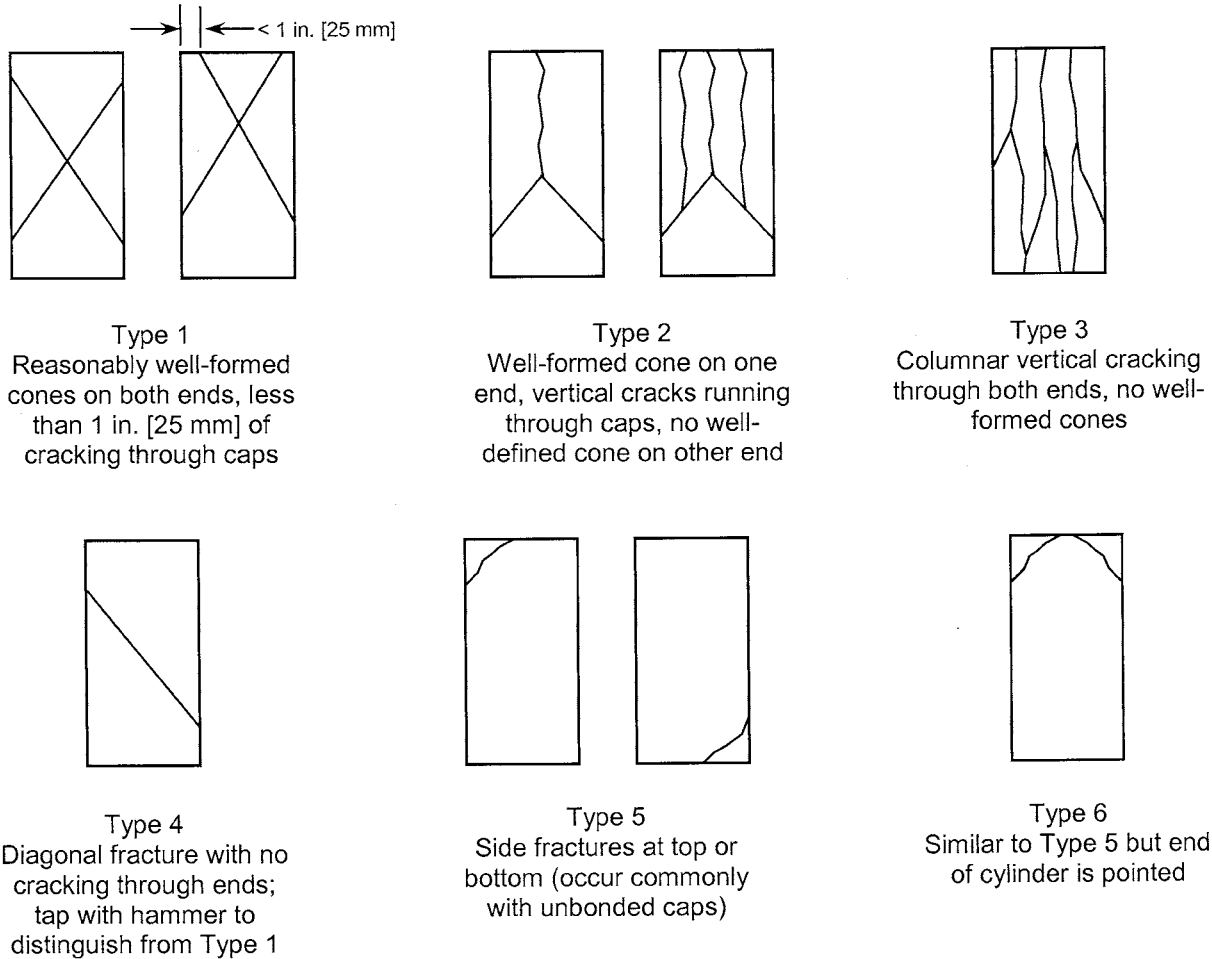 < 1 in. [25 mm]
Type 1
Reasonably well-formed
cones on both ends, less
than 1 in. [25 mm] of
cracking through caps
Type 2
Well-formed cone on one
end, vertical cracks running
through caps, no well-
defined cone on other end
Type 3
Columnar vertical cracking
through both ends, no well-
formed cones
Type 4
Diagonal fracture with no
cracking through ends;
tap with hammer to
distinguish from Type 1
Type 5
Side fractures at top or
bottom (occur commonly
with unbonded caps)
Type 6
Similar to Type 5 but end
of cylinder is pointed